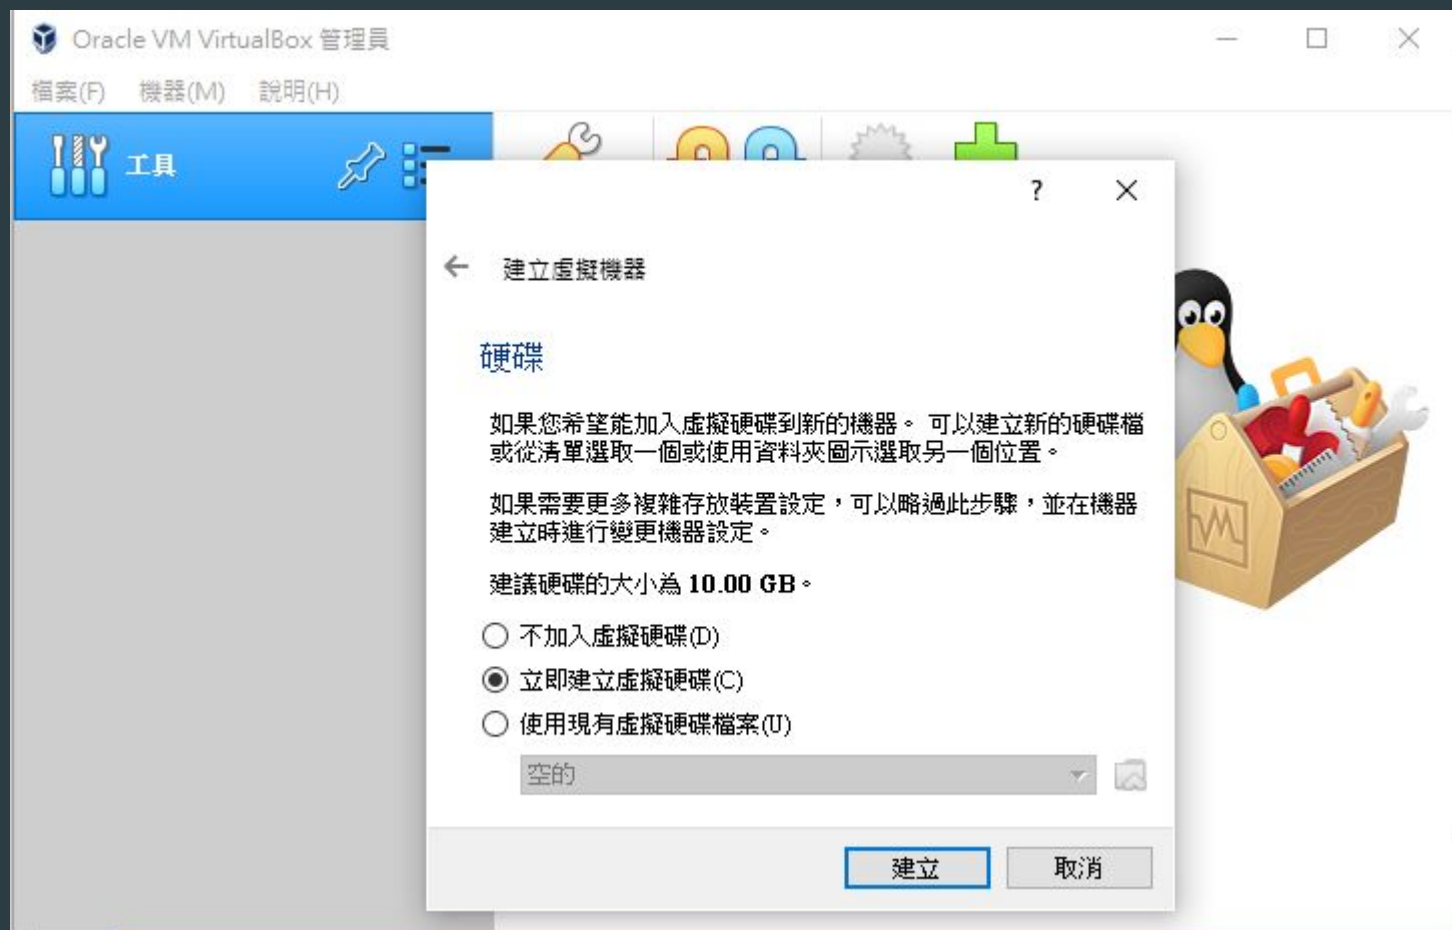 Oracle VM VirtualBox 管理員
檔案(F) 機器(M) 說明(H)
工具
?
建立虛擬機器
硬碟
如果您希望能加入虛擬硬碟到新的機器。 可以建立新的硬碟檔
或從清單選取一個或使用資料夾圖示選取另一個位置。
如果需要更多複雜存放裝置設定，可以略過此步驟，並在機器
建立時進行變更機器設定。
建議硬碟的大小為 10.00 GB。
不加入虛擬硬碟(D)
立即建立虛擬硬碟(C)
使用現有虛擬硬碟檔案(U)
空的
建立 取消